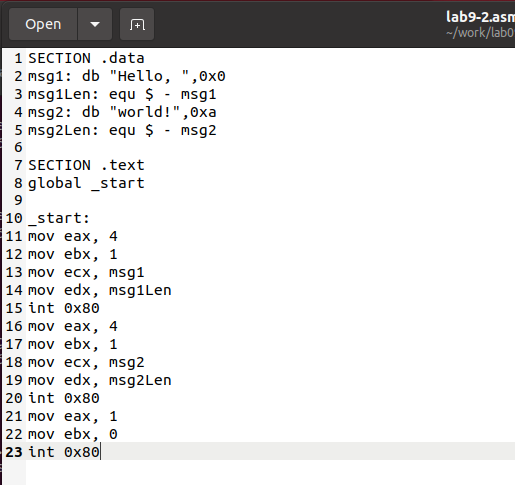 Open
lab9-2.asm
~/work/lab0
1 SECTION .data
2 msg1: db "Hello, ",0x0
3 msg1Len: equ $ - msg1
4 msg2: db "world!",0xa
5 msg2Len: equ $ - msg2
6
7 SECTION .text
8 global _start
9
10 _start:
11 mov eax, 4
12 mov ebx, 1
13 mov ecx, msg1
14 mov edx, msg1Len
15 int 0x80
16 mov eax, 4
17 mov ebx, 1
18 mov ecx, msg2
19 mov edx, msg2Len
20 int 0x80
21 mov eax, 1
22 mov ebx, 0
23 int 0x80